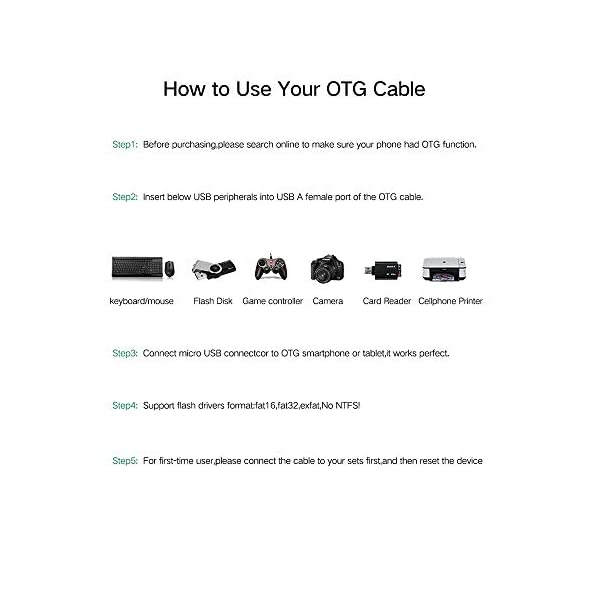 How to Use Your OTG Cable
Step1: Before purchasing,please search online to make sure your phone had OTG function.
Step2: Insert below USB peripherals into USB A female port of the OTG cable.
keyboard/mouse Flash Disk Game controller Camera Card Reader Cellphone Printer
Step3: Connect micro USB connectcor to OTG smartphone or tablet,it works perfect.
Step4: Support flash drivers format:fat16,fat32,exfat,No NTFS!
Step5: For first-time user,please connect the cable to your sets first,and then reset the device